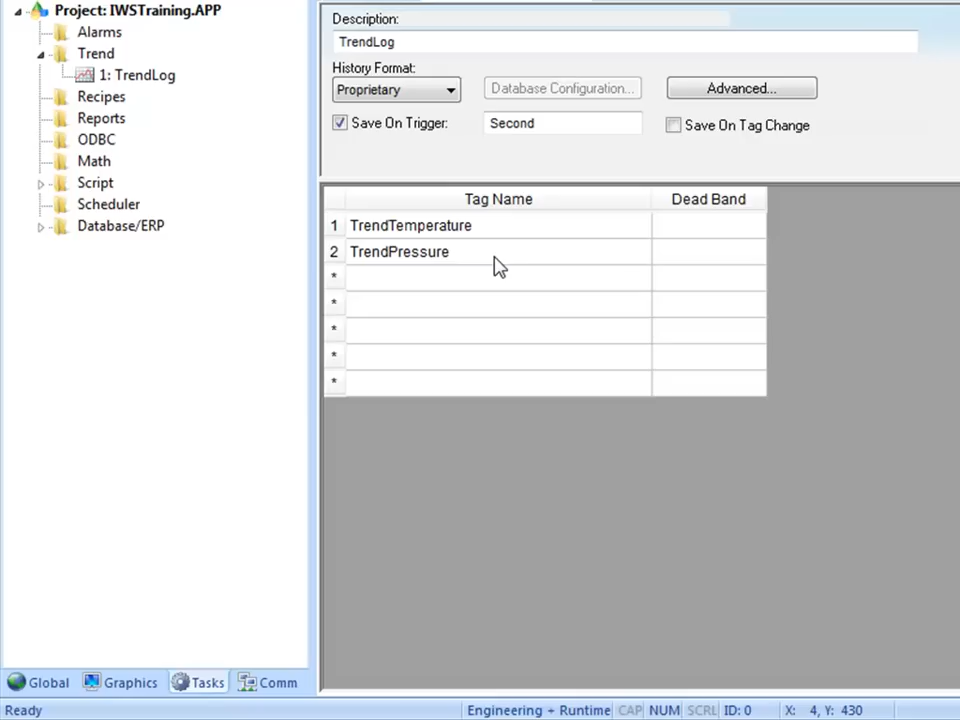 Project: IWSTraining.APP
Alarms
Trend
1: TrendLog
Recipes
Reports
ODBC
Math
Script
Scheduler
Database/ERP
Description:
TrendLog
History Format:
Proprietary
Database Configuration...
Advanced...
Save On Trigger:
Second
Save On Tag Change
Tag Name Dead Band
1 TrendTemperature
2 TrendPressure
*
*
*
*
*
Global Graphics Tasks Comm
Ready Engineering + Runtime CAP NUM SCRL ID: 0 X: 4, Y: 430